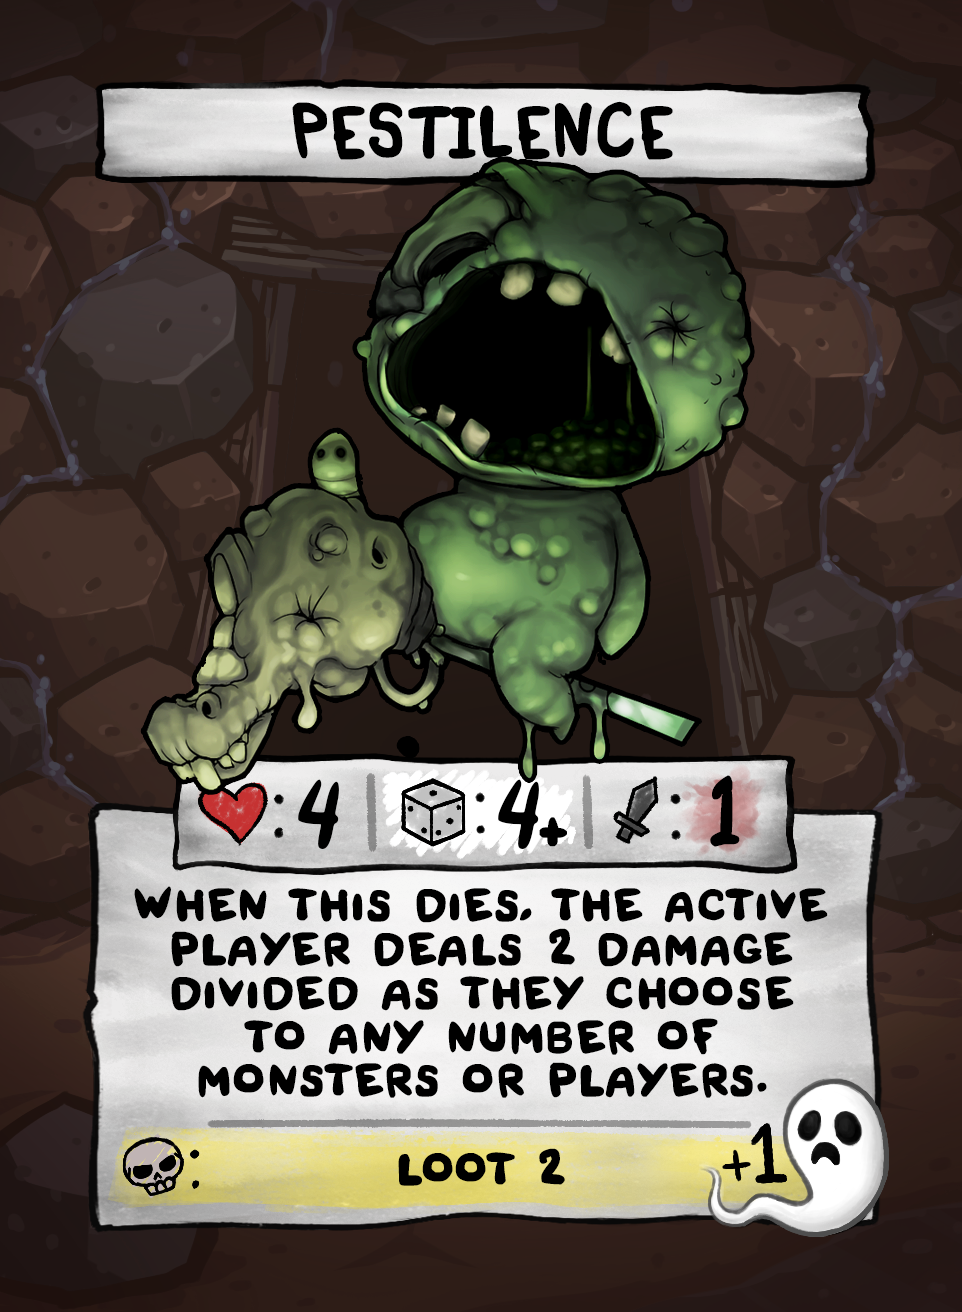 PESTILENCE
: 4 : 4+ : 1
WHEN THIS DIES, THE ACTIVE
PLAYER DEALS 2 DAMAGE
DIVIDED AS THEY CHOOSE
TO ANY NUMBER OF
MONSTERS OR PLAYERS.
: LOOT 2 +1